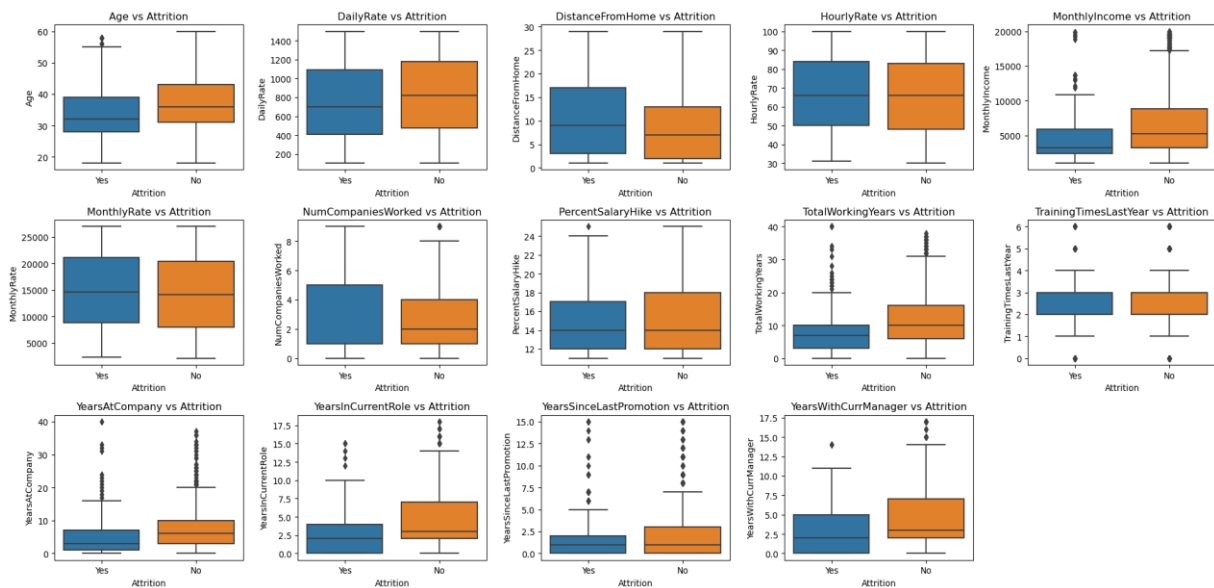 Age vs Attrition
60
50
40
30
20
Age
Yes
No
Attrition
DailyRate vs Attrition
1400
1200
1000
800
600
400
200
DailyRate
Yes
No
Attrition
DistanceFromHome vs Attrition
30
25
20
15
10
5
0
DistanceFromHome
Yes
No
Attrition
HourlyRate vs Attrition
100
90
80
70
60
50
40
30
HourlyRate
Yes
No
Attrition
MonthlyIncome vs Attrition
20000
15000
10000
5000
MonthlyIncome
Yes
No
Attrition
MonthlyRate vs Attrition
25000
20000
15000
10000
5000
MonthlyRate
Yes
No
Attrition
NumCompaniesWorked vs Attrition
8
6
4
2
0
NumCompaniesWorked
Yes
No
Attrition
PercentSalaryHike vs Attrition
24
22
20
18
16
14
12
PercentSalaryHike
Yes
No
Attrition
TotalWorkingYears vs Attrition
40
30
20
10
0
TotalWorkingYears
Yes
No
Attrition
TrainingTimesLastYear vs Attrition
6
5
4
3
2
1
0
TrainingTimesLastYear
Yes
No
Attrition
YearsAtCompany vs Attrition
40
30
20
10
0
YearsAtCompany
Yes
No
Attrition
YearsInCurrentRole vs Attrition
17.5
15.0
12.5
10.0
7.5
5.0
2.5
0.0
YearsInCurrentRole
Yes
No
Attrition
YearsSinceLastPromotion vs Attrition
15.0
12.5
10.0
7.5
5.0
2.5
0.0
YearsSinceLastPromotion
Yes
No
Attrition
YearsWithCurrManager vs Attrition
17.5
15.0
12.5
10.0
7.5
5.0
2.5
0.0
YearsWithCurrManager
Yes
No
Attrition